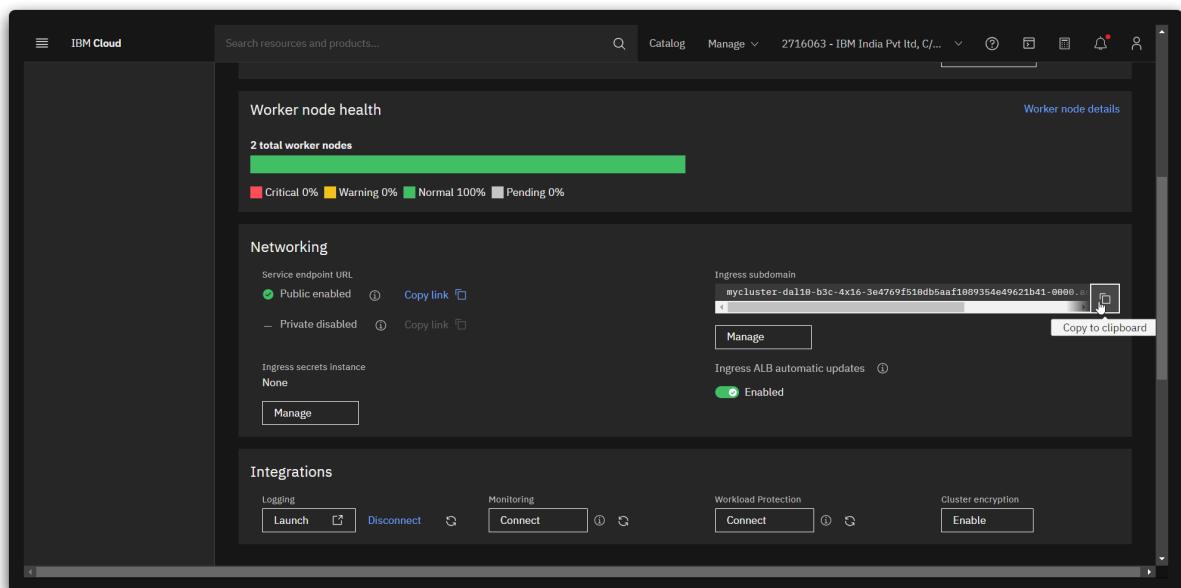 IBM Cloud
Search resources and products...
Catalog
Manage
2716063 - IBM India Pvt ltd, C/...
Worker node health
Worker node details
2 total worker nodes
Critical 0% Warning 0% Normal 100% Pending 0%
Networking
Service endpoint URL
Public enabled
Copy link
Private disabled
Copy link
Ingress secrets instance
None
Manage
Ingress subdomain
mycluster-dal10-b3c-4x16-3e4769f510db5aaf1089354e49621b41-0000.
Copy to clipboard
Manage
Ingress ALB automatic updates
Enabled
Integrations
Logging
Launch
Disconnect
Monitoring
Connect
Workload Protection
Connect
Cluster encryption
Enable